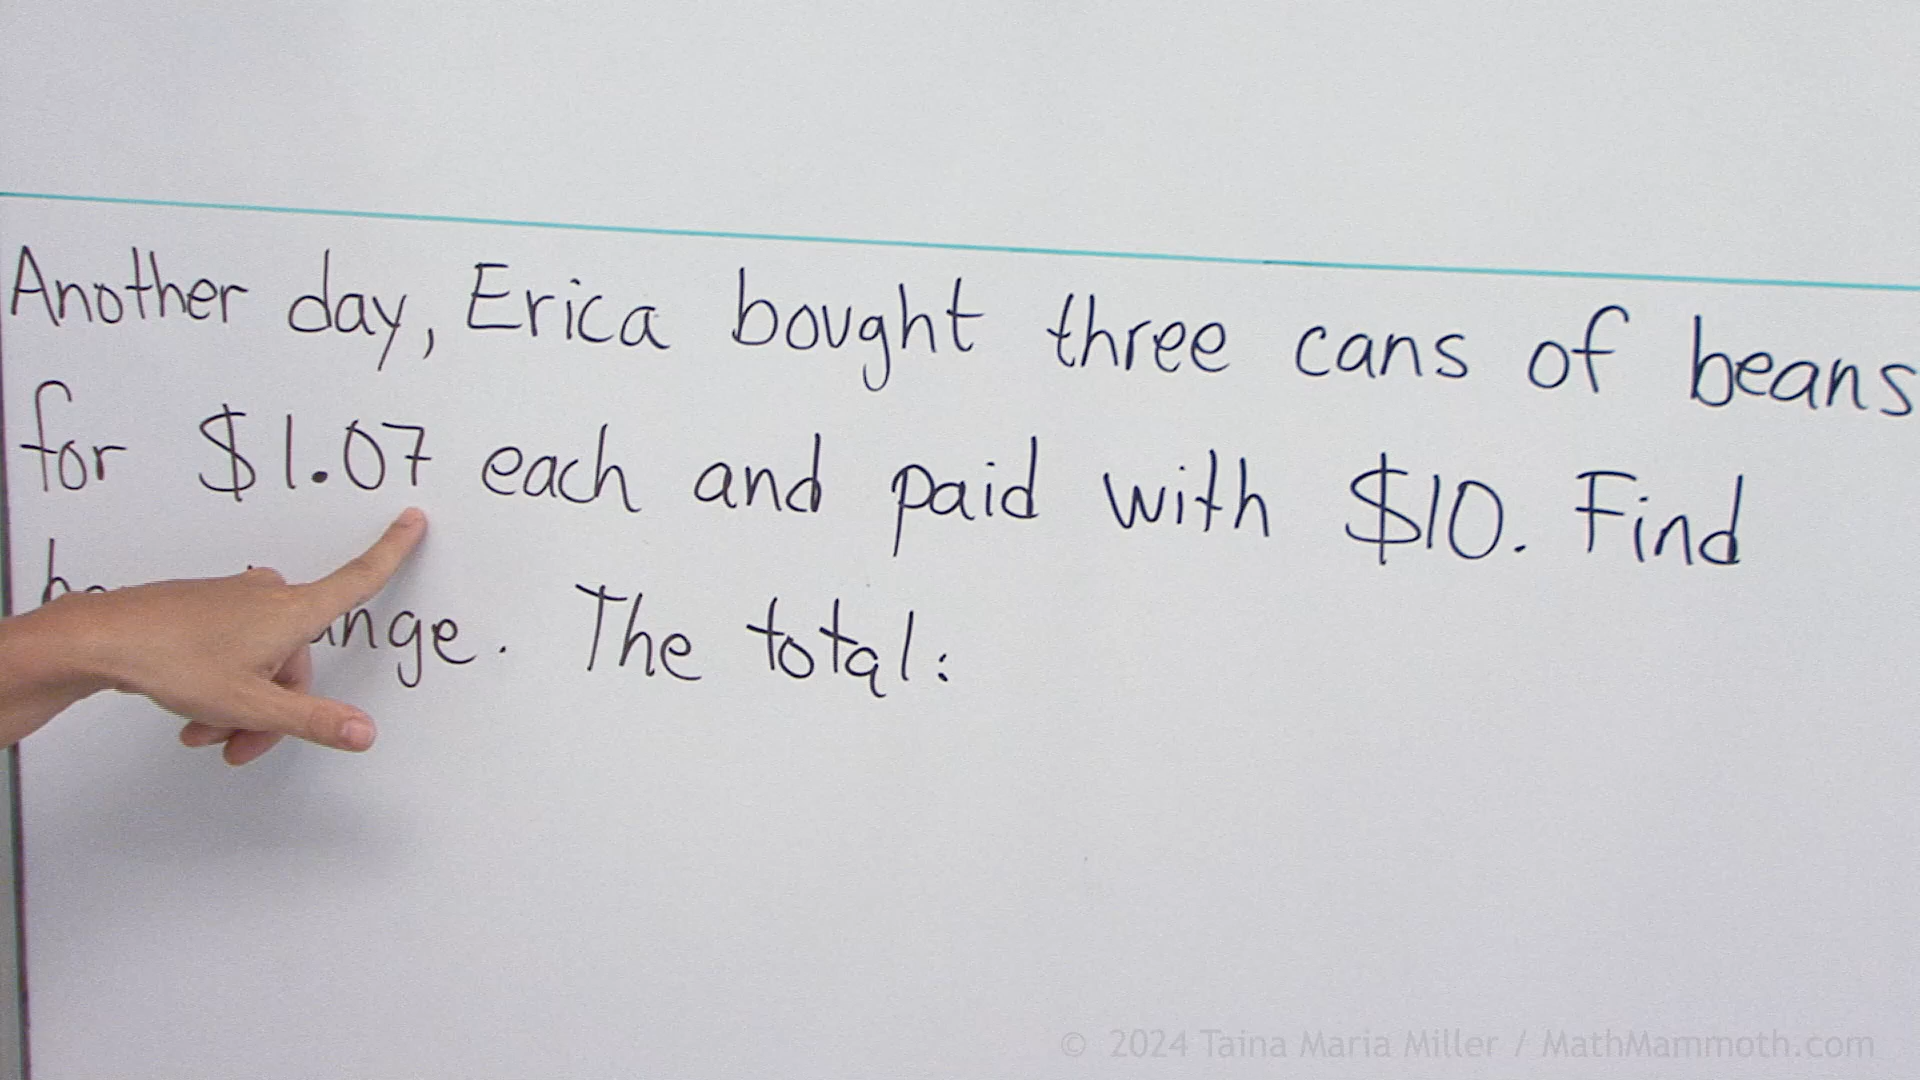 Another day, Erica bought three cans of beans
for $1.07 each and paid with $10. Find
The total:
© 2024 Taina Maria Miller / MathMammoth.com